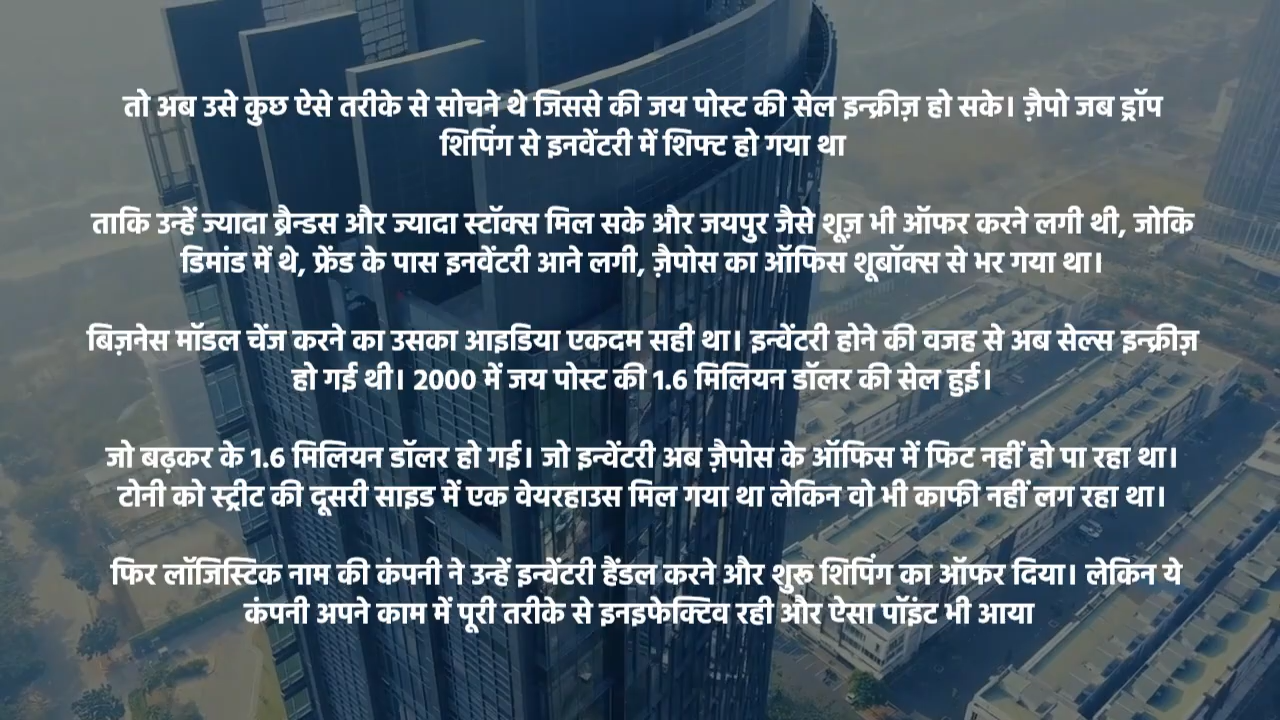 तो अब उसे कुछ ऐसे तरीके से सोचने थे जिससे की जय पोस्ट की सेल इन्क्रीज़ हो सके। ज़ैपो जब ड्रॉप
शिपिंग से इनवेंटरी में शिफ्ट हो गया था
ताकि उन्हें ज्यादा ब्रैन्डस और ज्यादा स्टॉक्स मिल सके और जयपुर जैसे शूज़ भी ऑफर करने लगी थी, जोकि
डिमांड में थे, फ्रेंड के पास इनवेंटरी आने लगी, ज़ैपोस का ऑफिस शूबॉक्स से भर गया था।
बिज़नेस मॉडल चेंज करने का उसका आइडिया एकदम सही था। इन्वेंटरी होने की वजह से अब सेल्स इन्क्रीज़
हो गई थी। 2000 में जय पोस्ट की 1.6 मिलियन डॉलर की सेल हुई।
जो बढ़कर के 1.6 मिलियन डॉलर हो गई। जो इन्वेंटरी अब ज़ैपोस के ऑफिस में फिट नहीं हो पा रहा था।
टोनी को स्ट्रीट की दूसरी साइड में एक वेयरहाउस मिल गया था लेकिन वो भी काफी नहीं लग रहा था।
फिर लॉजिस्टिक नाम की कंपनी ने उन्हें इन्वेंटरी हैंडल करने और शुरू शिपिंग का ऑफर दिया। लेकिन ये
कंपनी अपने काम में पूरी तरीके से इनइफेक्टिव रही और ऐसा पॉइंट भी आया